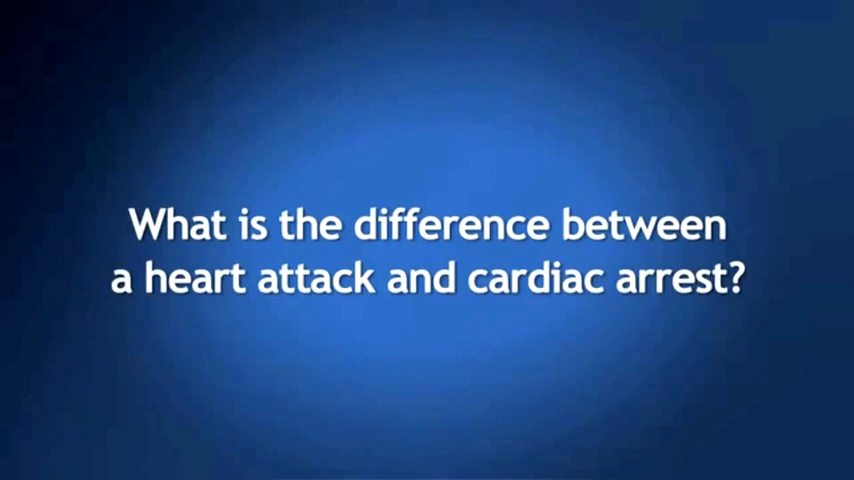 What is the difference between
a heart attack and cardiac arrest?